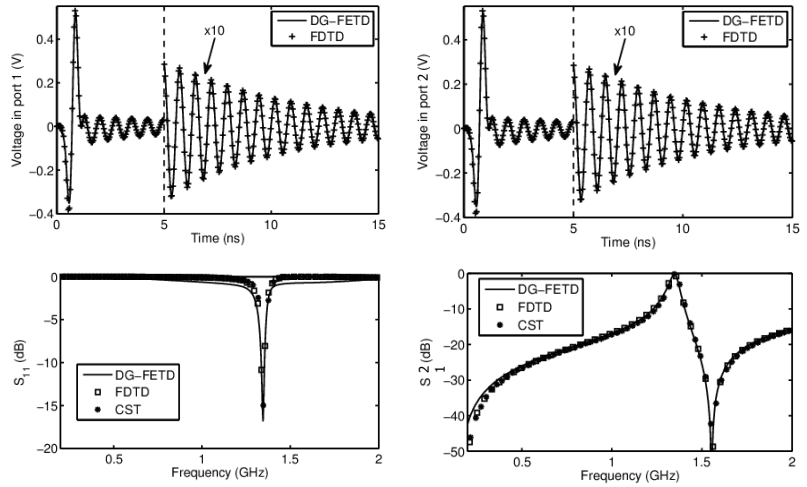 0.4
0.2
0
−0.2
−0.4
Voltage in port 1 (V)
x10
DG−FETD
FDTD
0
5
10
15
Time (ns)
0.4
0.2
0
−0.2
−0.4
Voltage in port 2 (V)
x10
DG−FETD
FDTD
0
5
10
15
Time (ns)
0
−5
−10
−15
−20
S11 (dB)
DG−FETD
FDTD
CST
0.5
1
1.5
2
Frequency (GHz)
0
−10
−20
−30
−40
−50
S 2 (dB)
1
DG−FETD
FDTD
CST
0.5
1
1.5
2
Frequency (GHz)